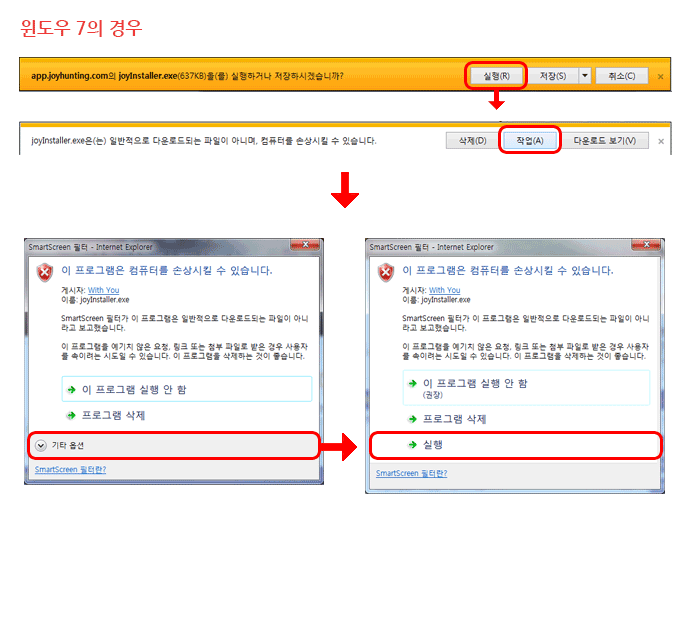 윈도우 7의 경우
app.joyhunting.com의 joyInstaller.exe(637KB)을(를) 실행하거나 저장하시겠습니까?
실행(R)
저장(S)
취소(C)
joyInstaller.exe은(는) 일반적으로 다운로드되는 파일이 아니며, 컴퓨터를 손상시킬 수 있습니다.
삭제(D)
작업(A)
다운로드 보기(V)
SmartScreen 필터 - Internet Explorer
이 프로그램은 컴퓨터를 손상시킬 수 있습니다.
게시자: With You
이름: joyInstaller.exe
SmartScreen 필터가 이 프로그램은 일반적으로 다운로드되는 파일이 아니
라고 보고했습니다.
이 프로그램을 예기치 않은 요청, 링크 또는 첨부 파일로 받은 경우 사용자
를 속이려는 시도일 수 있습니다. 이 프로그램을 삭제하는 것이 좋습니다.
이 프로그램 실행 안 함
프로그램 삭제
기타 옵션
SmartScreen 필터란?
SmartScreen 필터 - Internet Explorer
이 프로그램은 컴퓨터를 손상시킬 수 있습니다.
게시자: With You
이름: joyInstaller.exe
SmartScreen 필터가 이 프로그램은 일반적으로 다운로드되는 파일이 아니
라고 보고했습니다.
이 프로그램을 예기치 않은 요청, 링크 또는 첨부 파일로 받은 경우 사용자
를 속이려는 시도일 수 있습니다. 이 프로그램을 삭제하는 것이 좋습니다.
이 프로그램 실행 안 함
(권장)
프로그램 삭제
실행
SmartScreen 필터란?